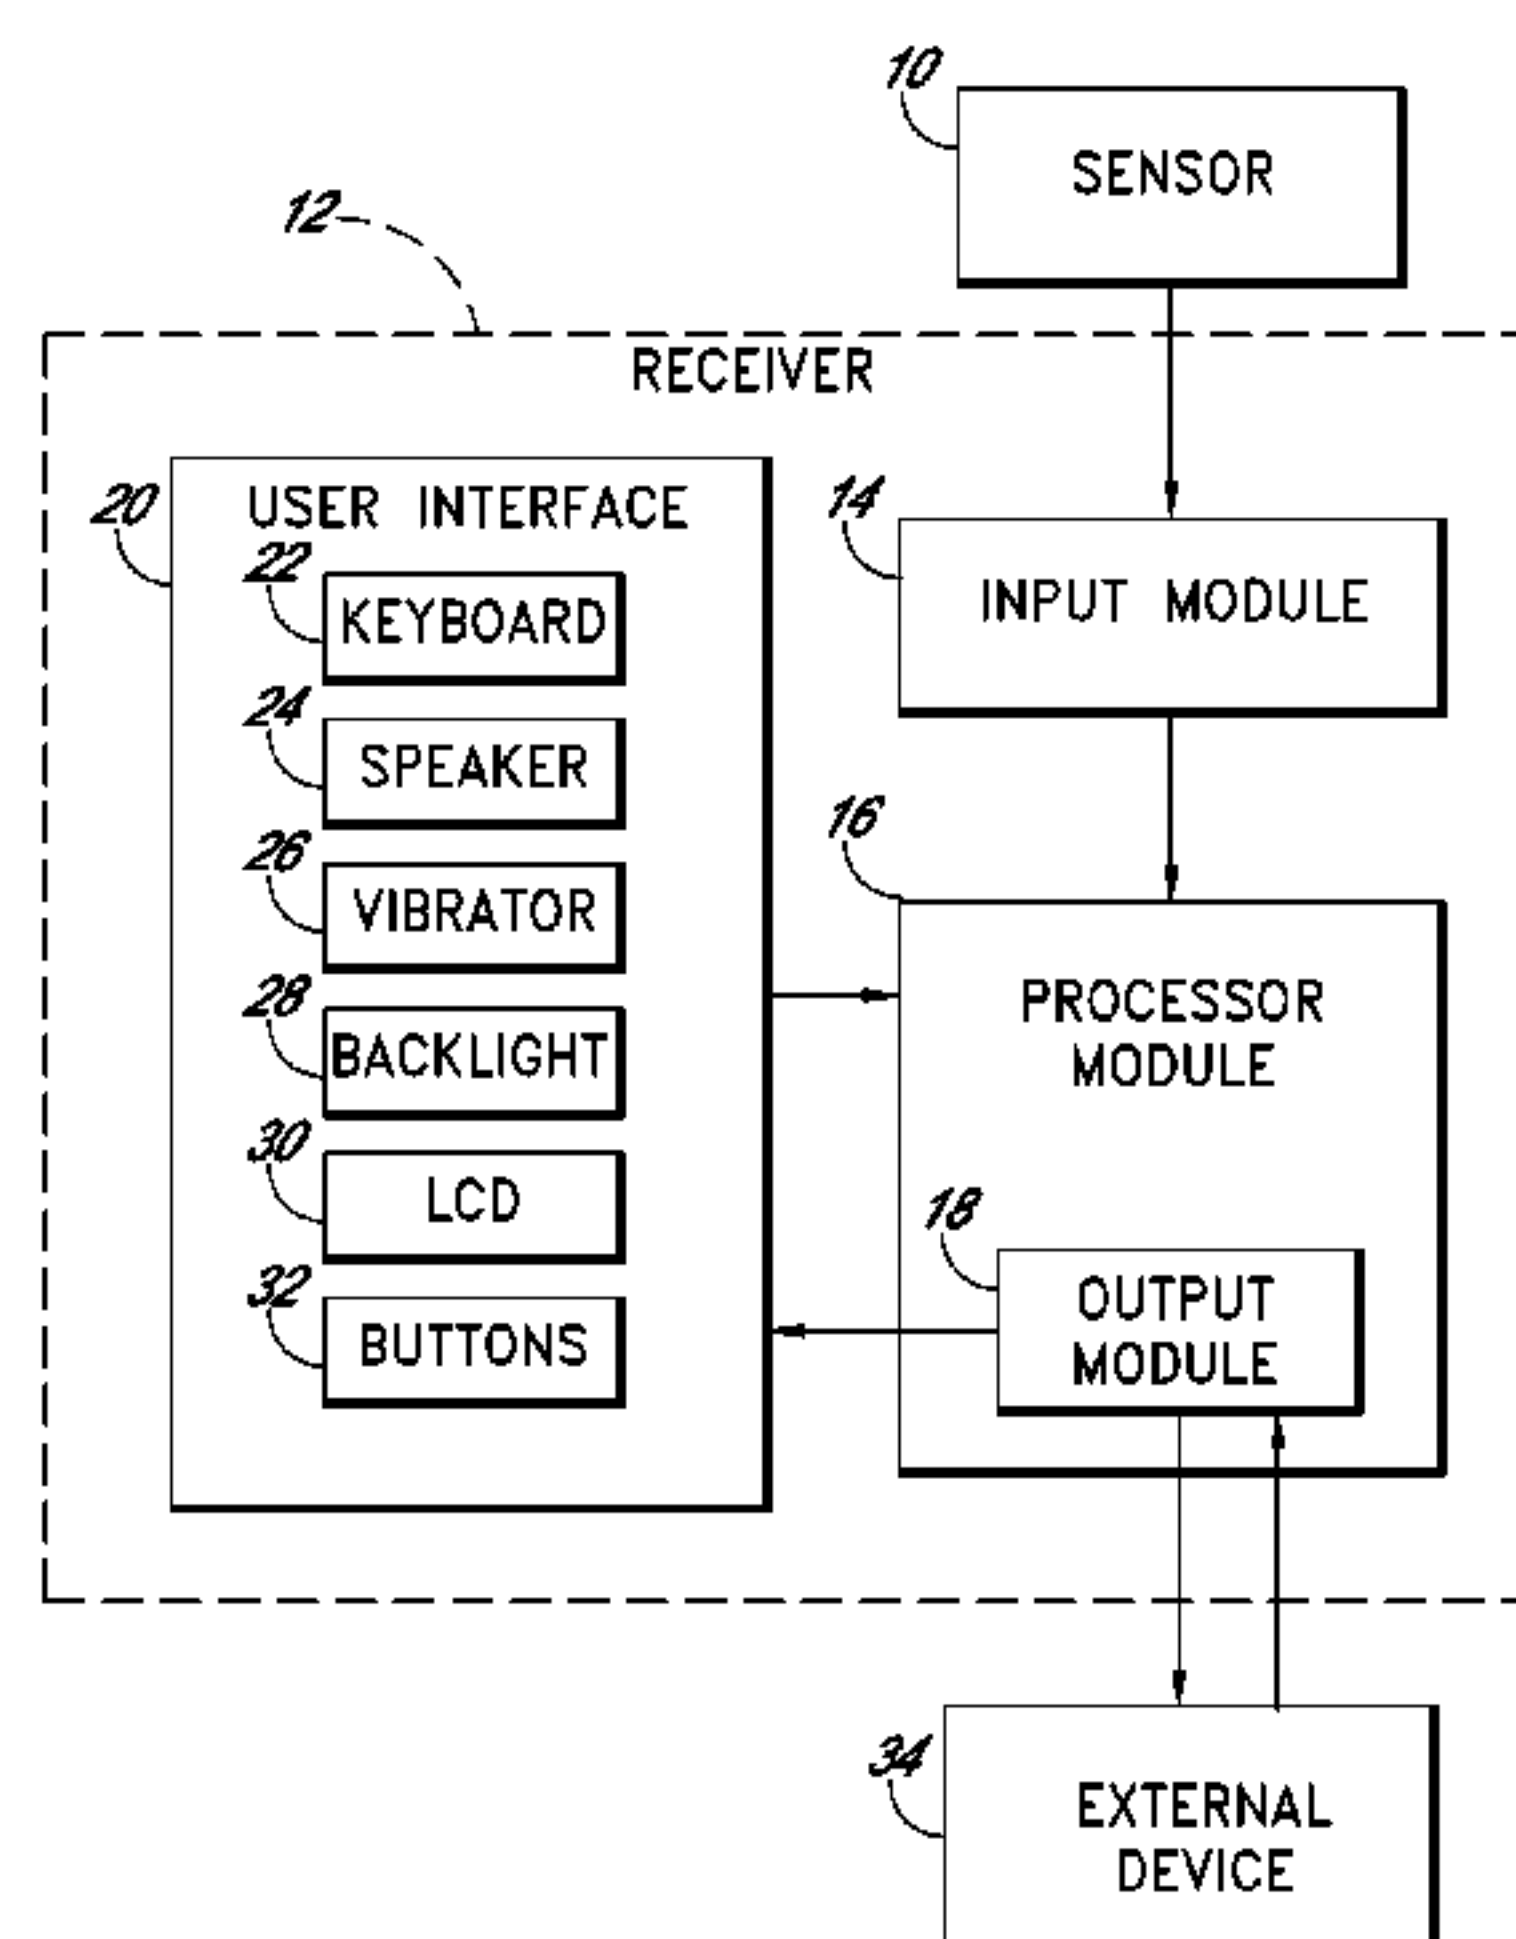 10
SENSOR
12
RECEIVER
20
USER INTERFACE
22
KEYBOARD
24
SPEAKER
26
VIBRATOR
28
BACKLIGHT
30
LCD
32
BUTTONS
14
INPUT MODULE
16
PROCESSOR
MODULE
18
OUTPUT
MODULE
34
EXTERNAL
DEVICE